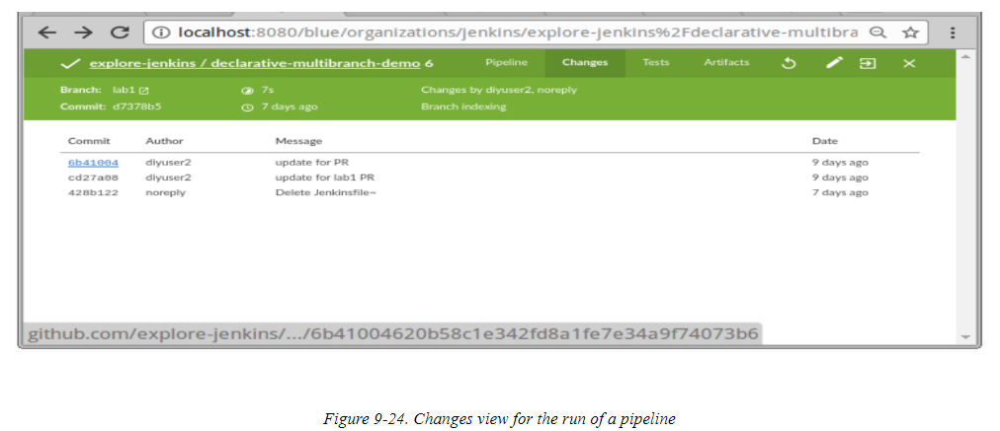 localhost:8080/blue/organizations/jenkins/explore-jenkins%2Fdeclarative-multibra
explore-jenkins / declarative-multibranch-demo 6 Pipeline Changes Tests Artifacts
Branch: lab1 7s Changes by diyuser2, noreply
Commit: d7378b5 7 days ago Branch indexing
Commit Author Message Date
6b41004 diyuser2 update for PR 9 days ago
cd27a08 diyuser2 update for lab1 PR 9 days ago
428b122 noreply Delete Jenkinsfile~ 7 days ago
github.com/explore-jenkins/.../6b41004620b58c1e342fd8a1fe7e34a9f74073b6
Figure 9-24. Changes view for the run of a pipeline